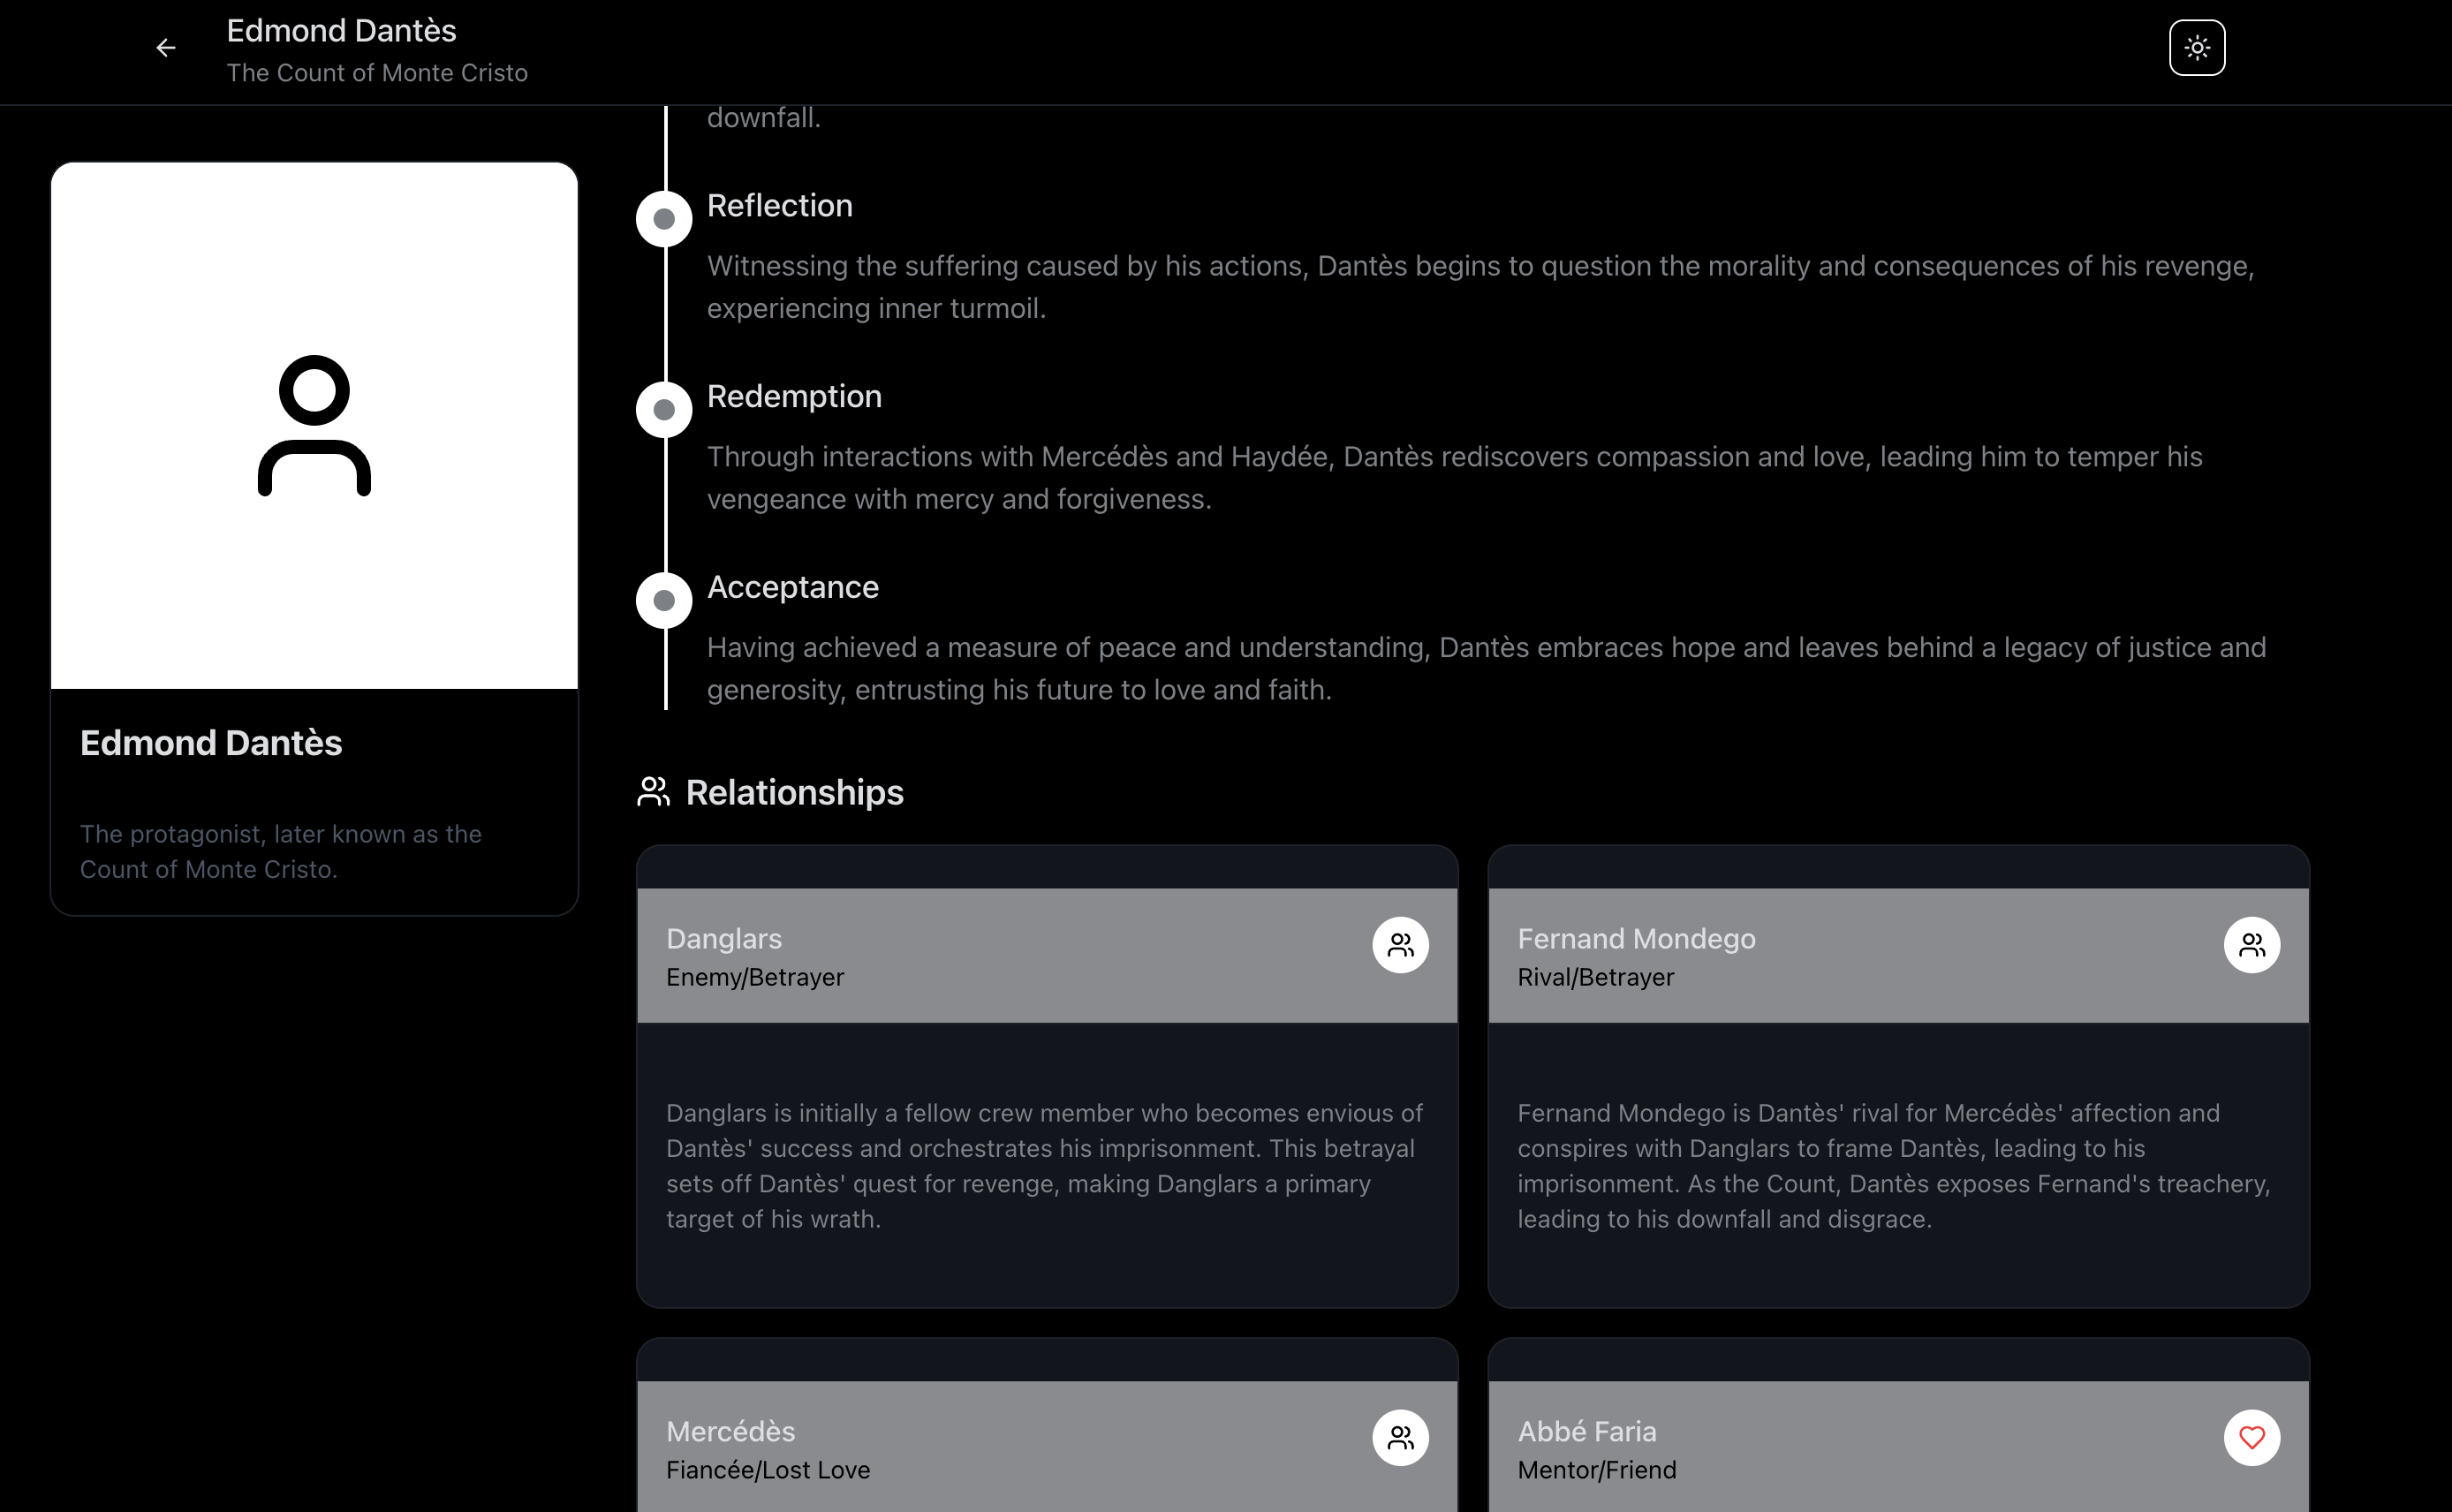 Edmond Dantès
The Count of Monte Cristo
downfall.
Reflection
Witnessing the suffering caused by his actions, Dantès begins to question the morality and consequences of his revenge,
experiencing inner turmoil.
Redemption
Through interactions with Mercédès and Haydée, Dantès rediscovers compassion and love, leading him to temper his
vengeance with mercy and forgiveness.
Acceptance
Having achieved a measure of peace and understanding, Dantès embraces hope and leaves behind a legacy of justice and
generosity, entrusting his future to love and faith.
Edmond Dantès
The protagonist, later known as the
Count of Monte Cristo.
Relationships
Danglars
Enemy/Betrayer
Danglars is initially a fellow crew member who becomes envious of
Dantès' success and orchestrates his imprisonment. This betrayal
sets off Dantès' quest for revenge, making Danglars a primary
target of his wrath.
Fernand Mondego
Rival/Betrayer
Fernand Mondego is Dantès' rival for Mercédès' affection and
conspires with Danglars to frame Dantès, leading to his
imprisonment. As the Count, Dantès exposes Fernand's treachery,
leading to his downfall and disgrace.
Mercédès
Fiancée/Lost Love
Abbé Faria
Mentor/Friend